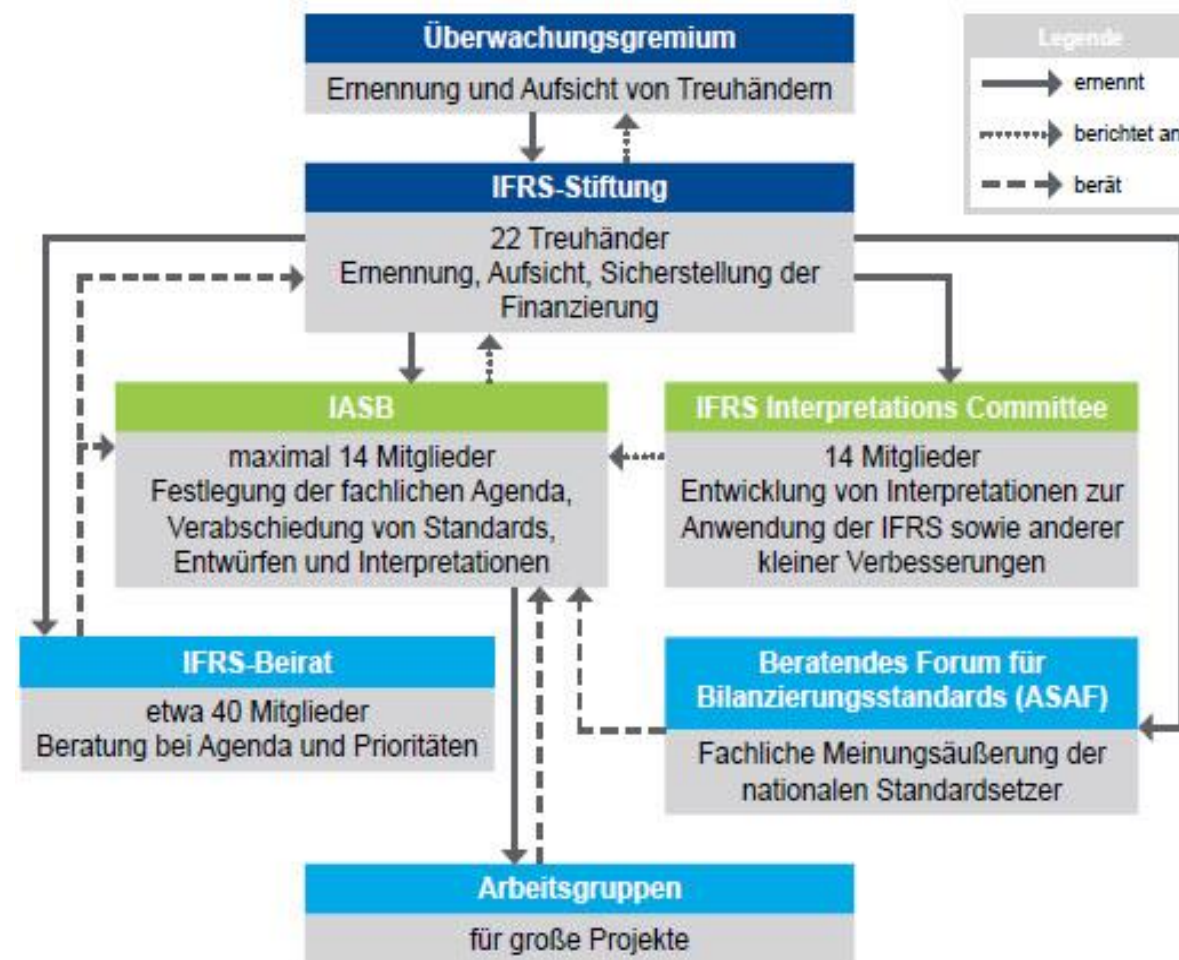 Überwachungsgremium
Ernennung und Aufsicht von Treuhändern
Legende
ernennt
berichtet an
berät
IFRS-Stiftung
22 Treuhänder
Ernennung, Aufsicht, Sicherstellung der
Finanzierung
IASB
maximal 14 Mitglieder
Festlegung der fachlichen Agenda,
Verabschiedung von Standards,
Entwürfen und Interpretationen
IFRS Interpretations Committee
14 Mitglieder
Entwicklung von Interpretationen zur
Anwendung der IFRS sowie anderer
kleiner Verbesserungen
IFRS-Beirat
etwa 40 Mitglieder
Beratung bei Agenda und Prioritäten
Beratendes Forum für
Bilanzierungsstandards (ASAF)
Fachliche Meinungsäußerung der
nationalen Standardsetzer
Arbeitsgruppen
für große Projekte